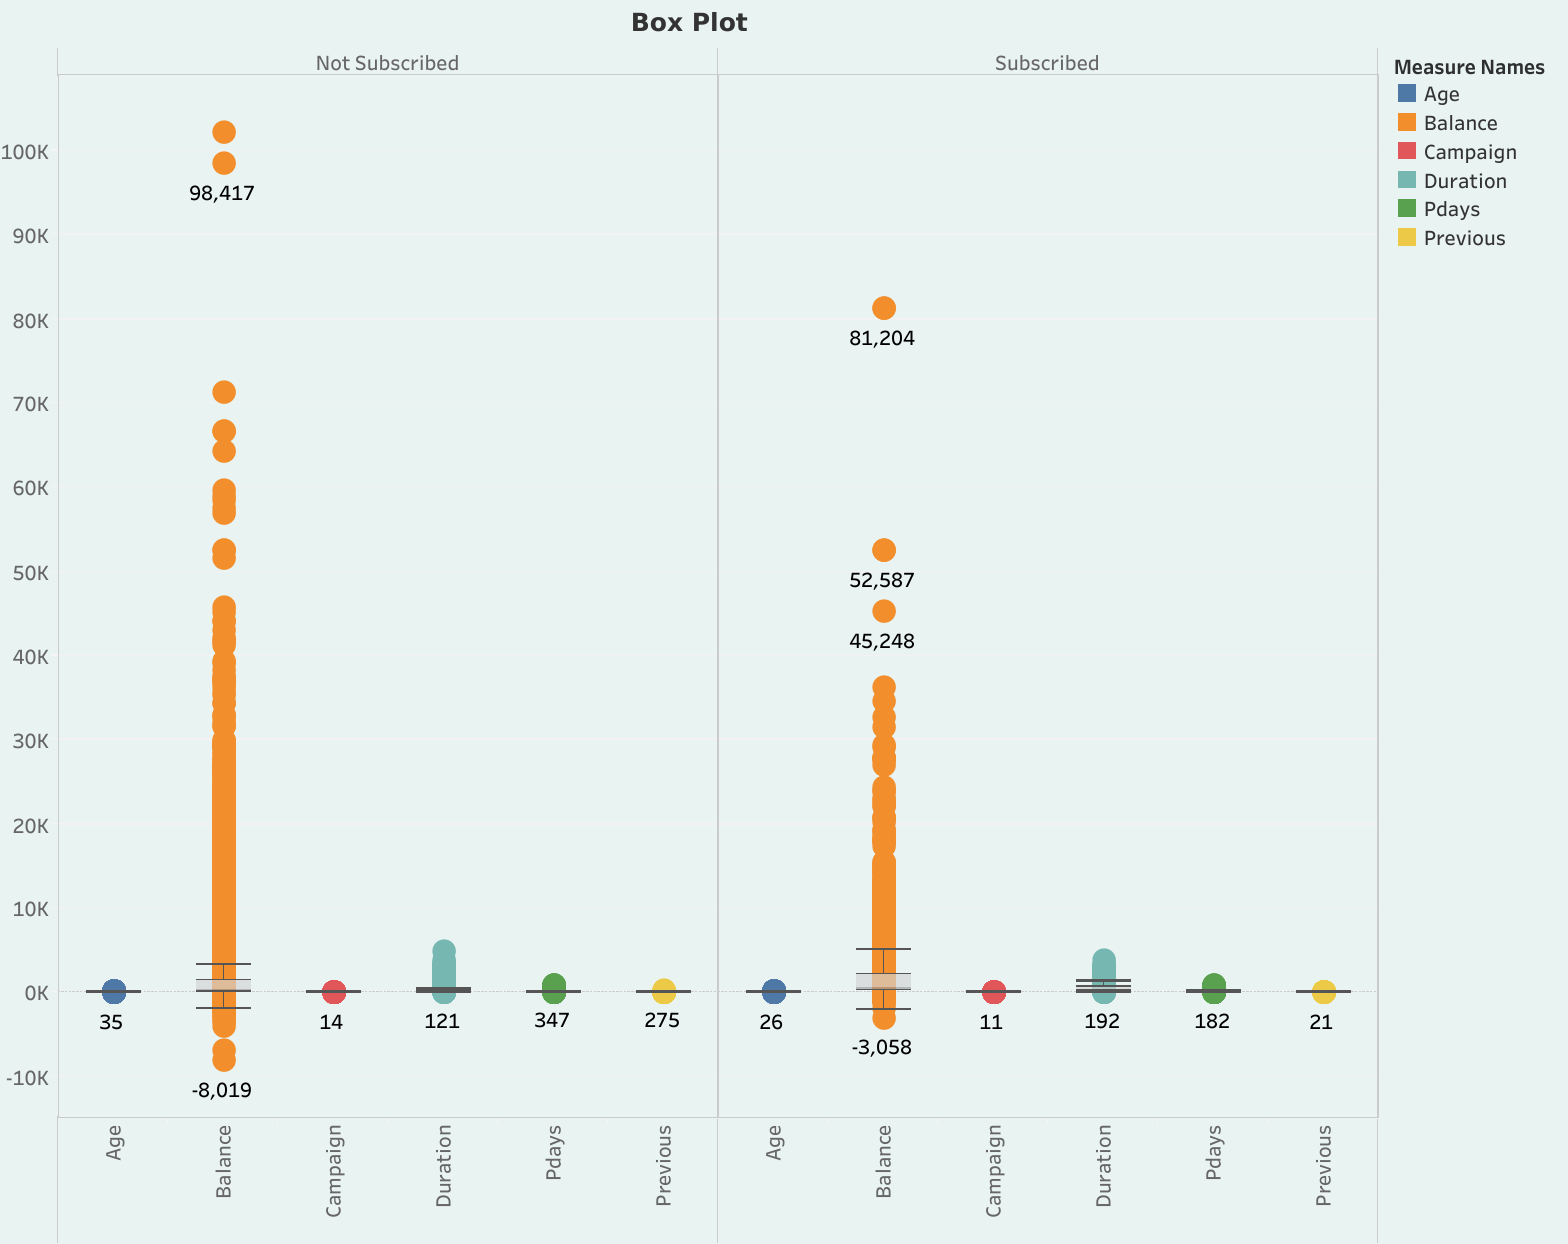 Box Plot
Not Subscribed
Subscribed
Measure Names
Age
Balance
Campaign
Duration
Pdays
Previous
100K
90K
80K
70K
60K
50K
40K
30K
20K
10K
0K
-10K
98,417
81,204
52,587
45,248
35
14
121
347
275
26
11
192
182
21
-3,058
-8,019
Age
Balance
Campaign
Duration
Pdays
Previous
Age
Balance
Campaign
Duration
Pdays
Previous